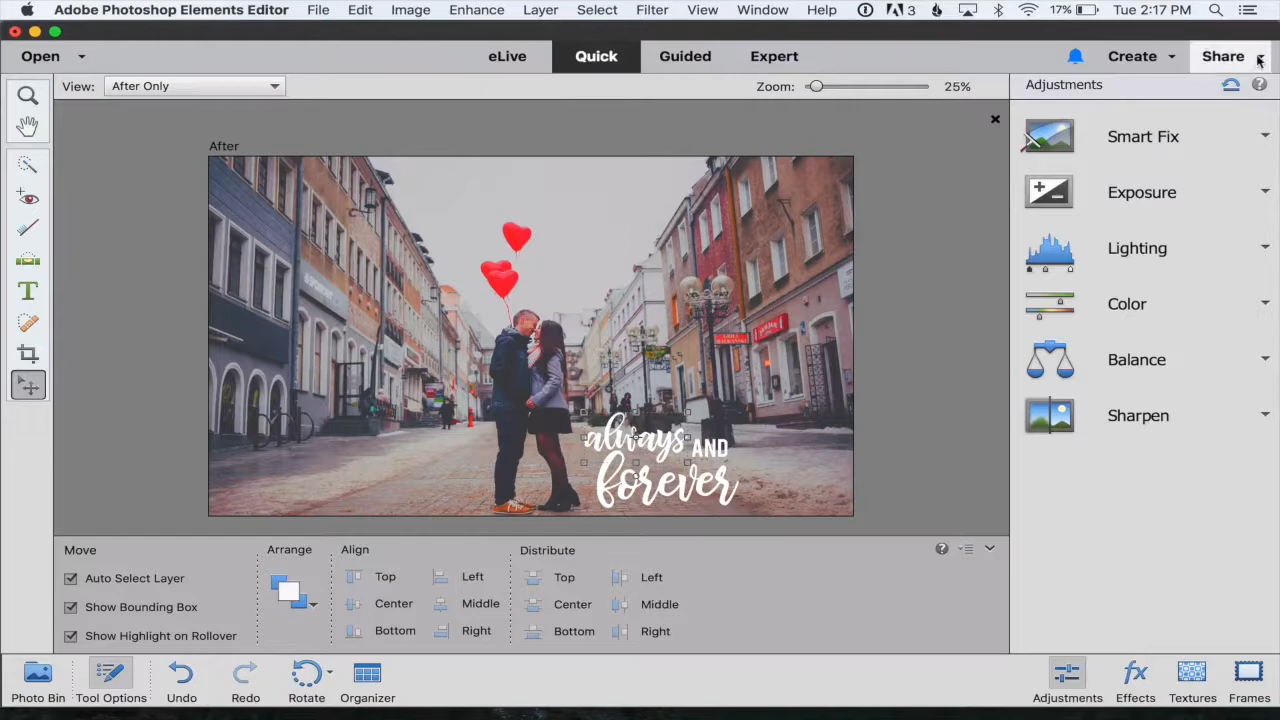 Adobe Photoshop Elements Editor File Edit Image Enhance Layer Select Filter View Window Help 3 17% Tue 2:17 PM
Open eLive Quick Guided Expert Create Share
View: After Only Zoom: 25% Adjustments
After
Smart Fix
Exposure
Lighting
Color
Balance
Sharpen
always AND
forever
Move Arrange Align Distribute
Auto Select Layer Top Left Top Left
Show Bounding Box Center Middle Center Middle
Show Highlight on Rollover Bottom Right Bottom Right
Photo Bin Tool Options Undo Redo Rotate Organizer Adjustments Effects Textures Frames